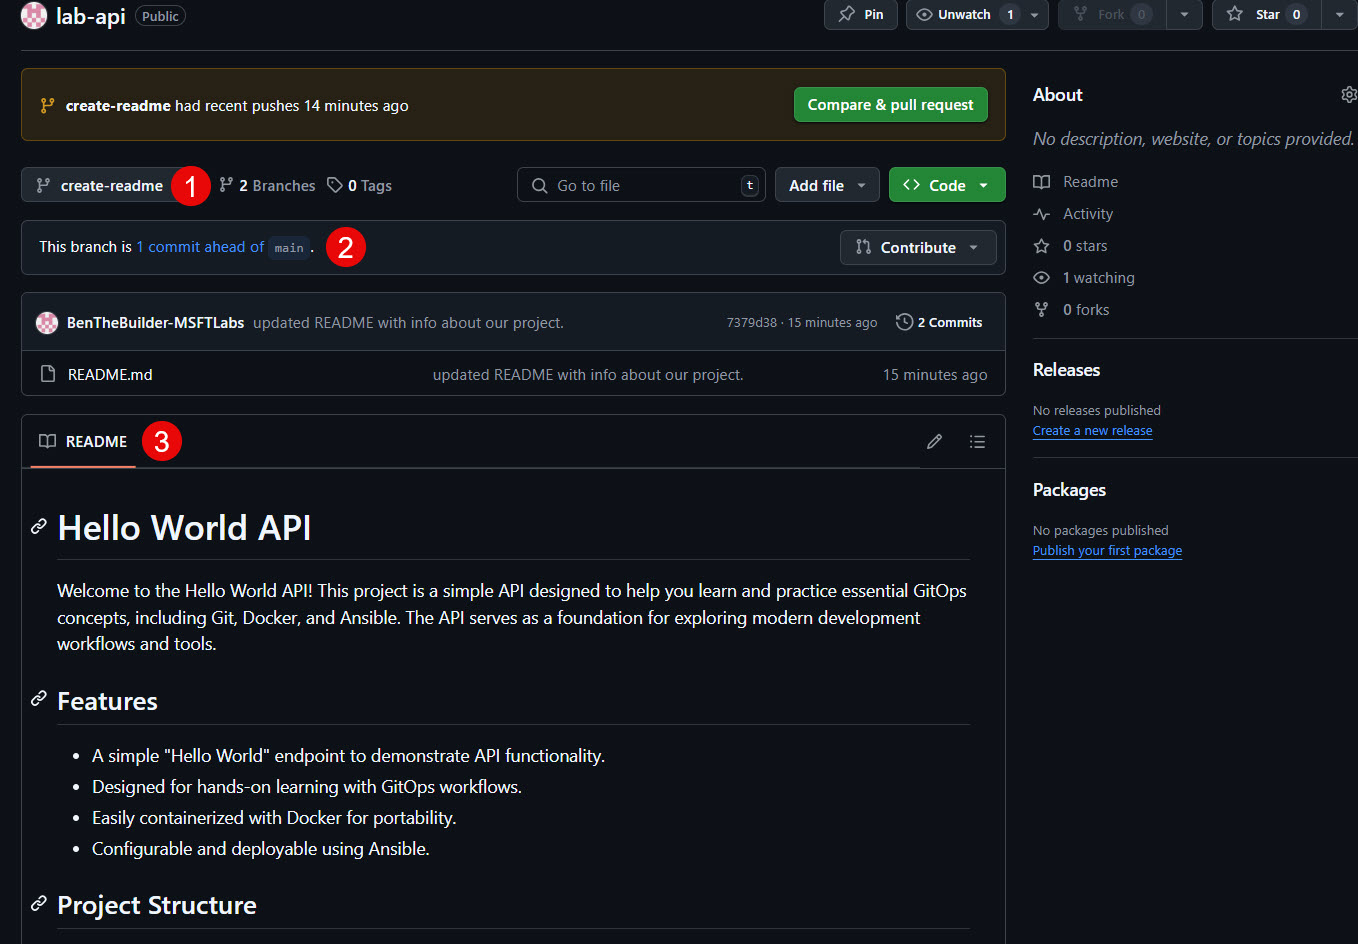 lab-api Public Pin Unwatch 1 Fork 0 Star 0
create-readme had recent pushes 14 minutes ago Compare & pull request
create-readme 1 2 Branches 0 Tags Go to file t Add file Code
This branch is 1 commit ahead of main . 2 Contribute
BenTheBuilder-MSFTLabs updated README with info about our project. 7379d38 · 15 minutes ago 2 Commits
README.md updated README with info about our project. 15 minutes ago
README 3
Hello World API
Welcome to the Hello World API! This project is a simple API designed to help you learn and practice essential GitOps
concepts, including Git, Docker, and Ansible. The API serves as a foundation for exploring modern development
workflows and tools.
Features
• A simple "Hello World" endpoint to demonstrate API functionality.
• Designed for hands-on learning with GitOps workflows.
• Easily containerized with Docker for portability.
• Configurable and deployable using Ansible.
Project Structure
About
No description, website, or topics provided.
Readme
Activity
0 stars
1 watching
0 forks
Releases
No releases published
Create a new release
Packages
No packages published
Publish your first package